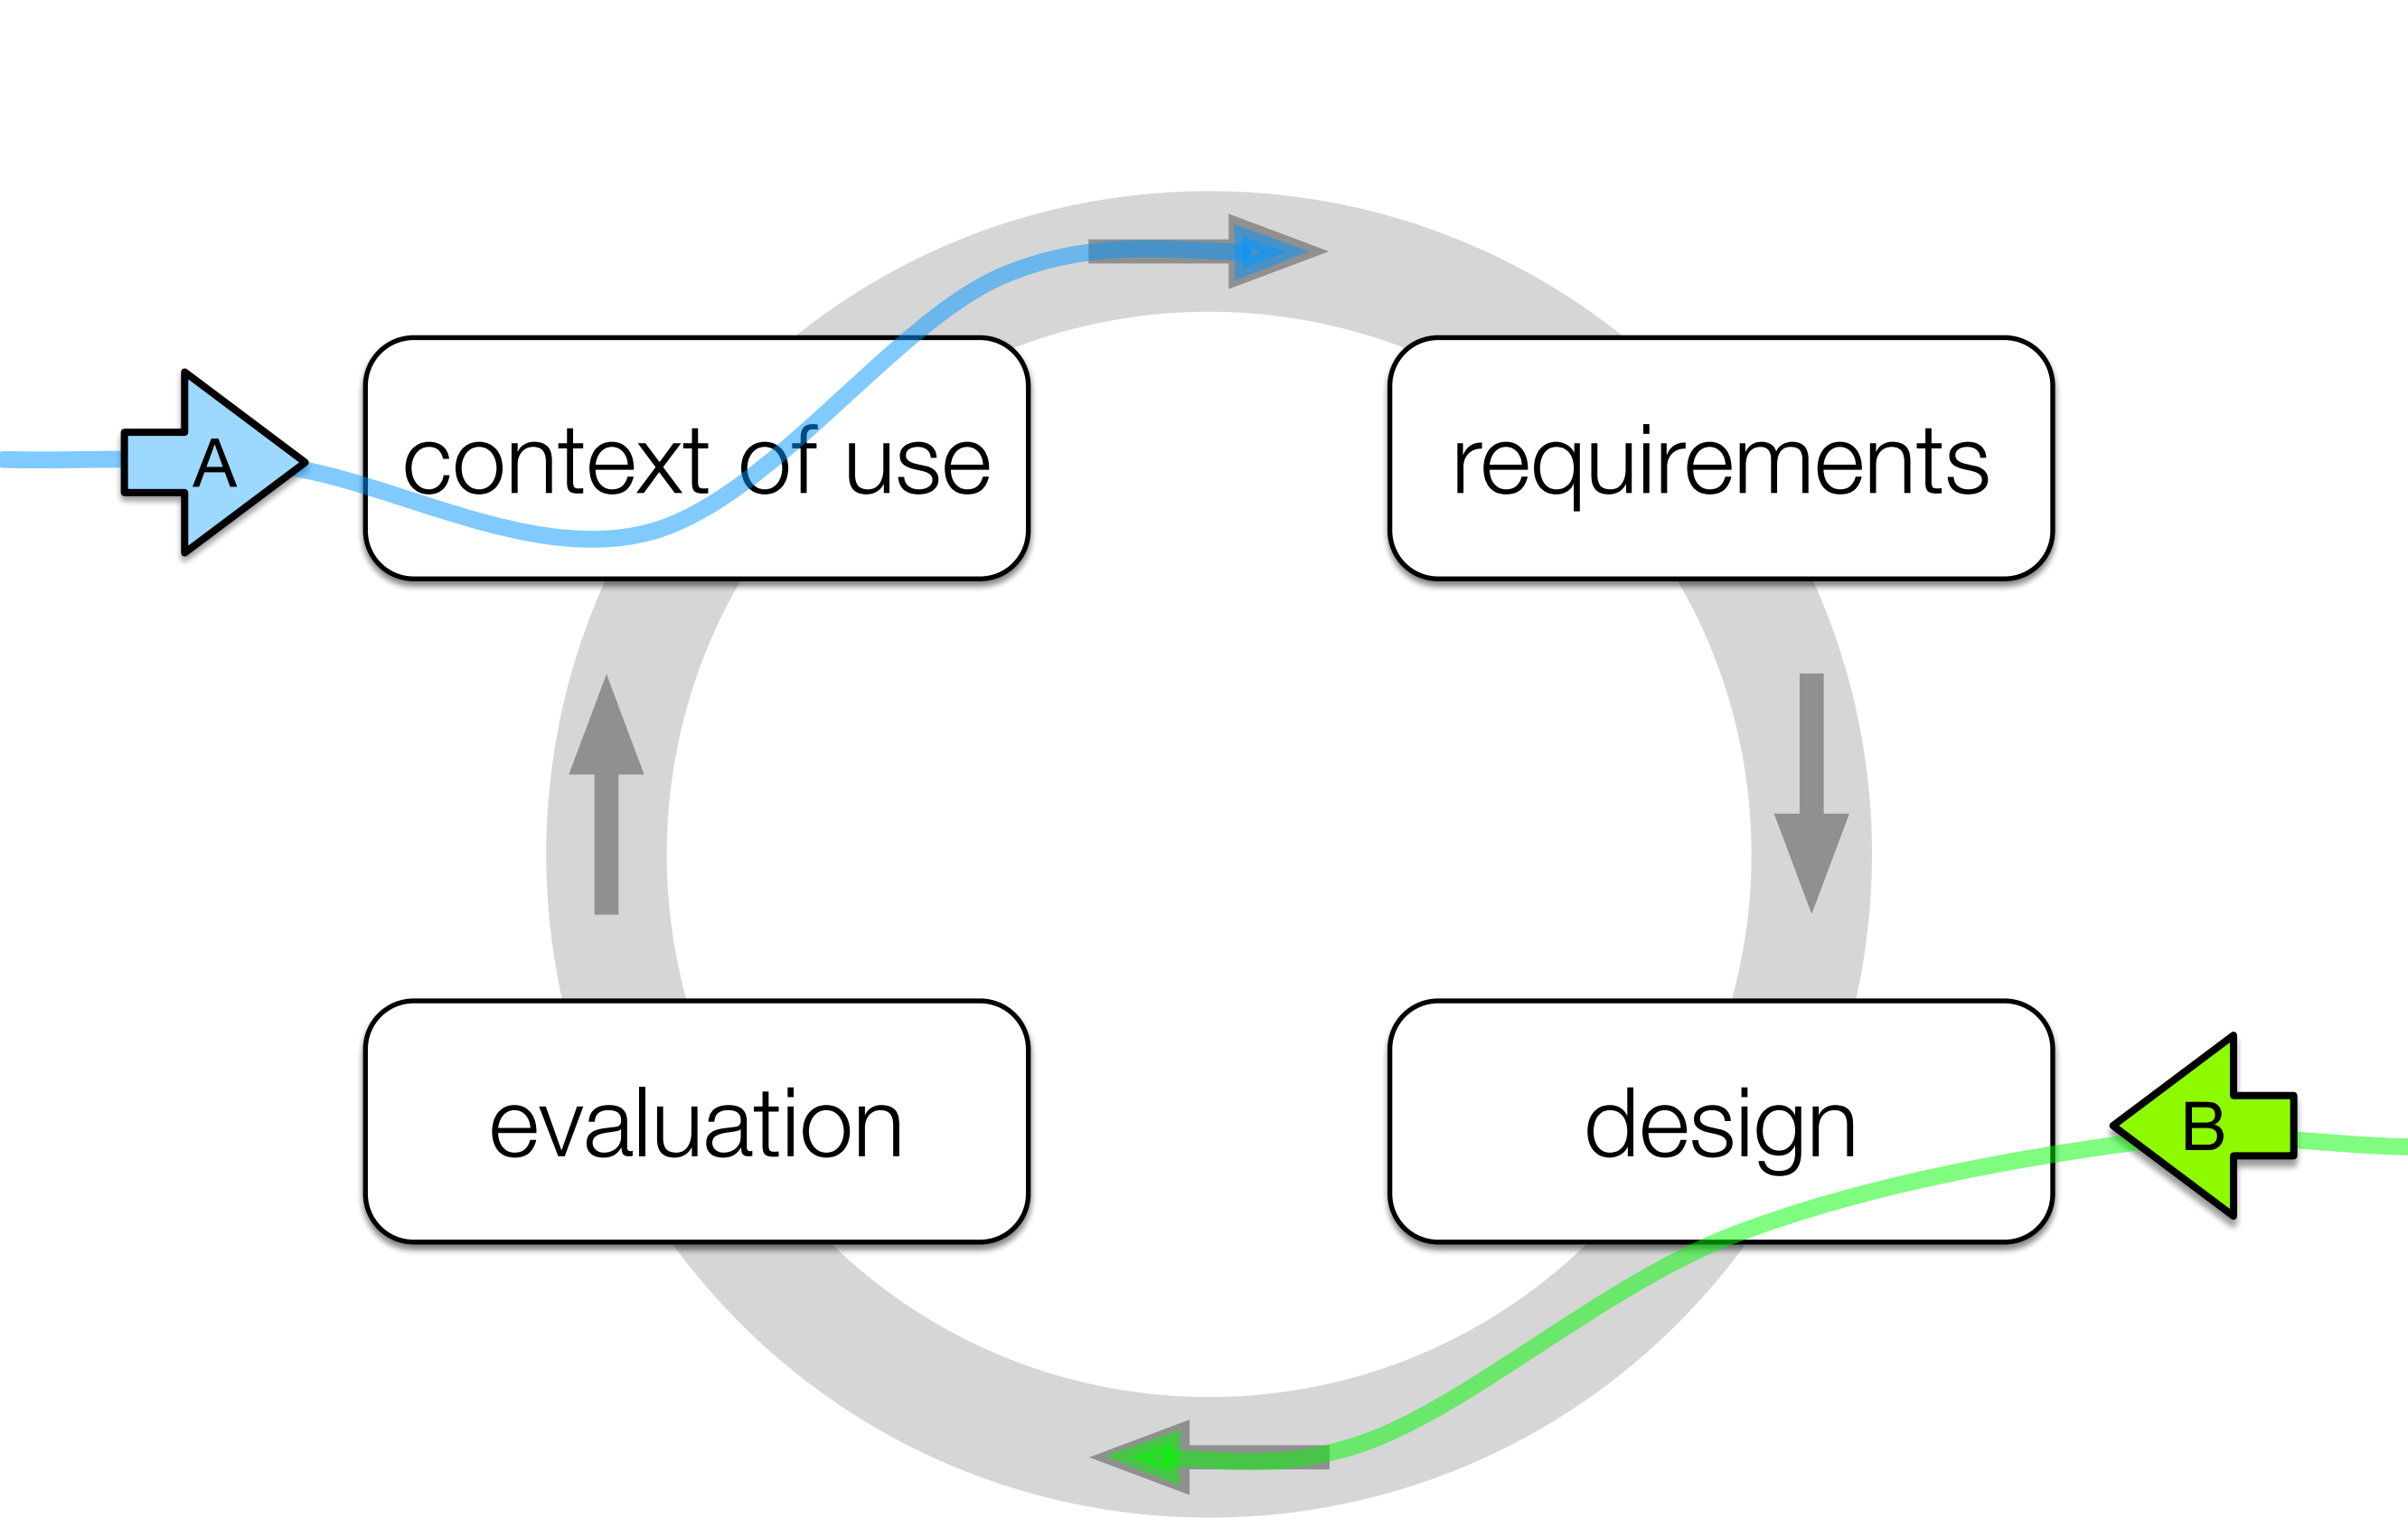 A
context of use
requirements
evaluation
design
B